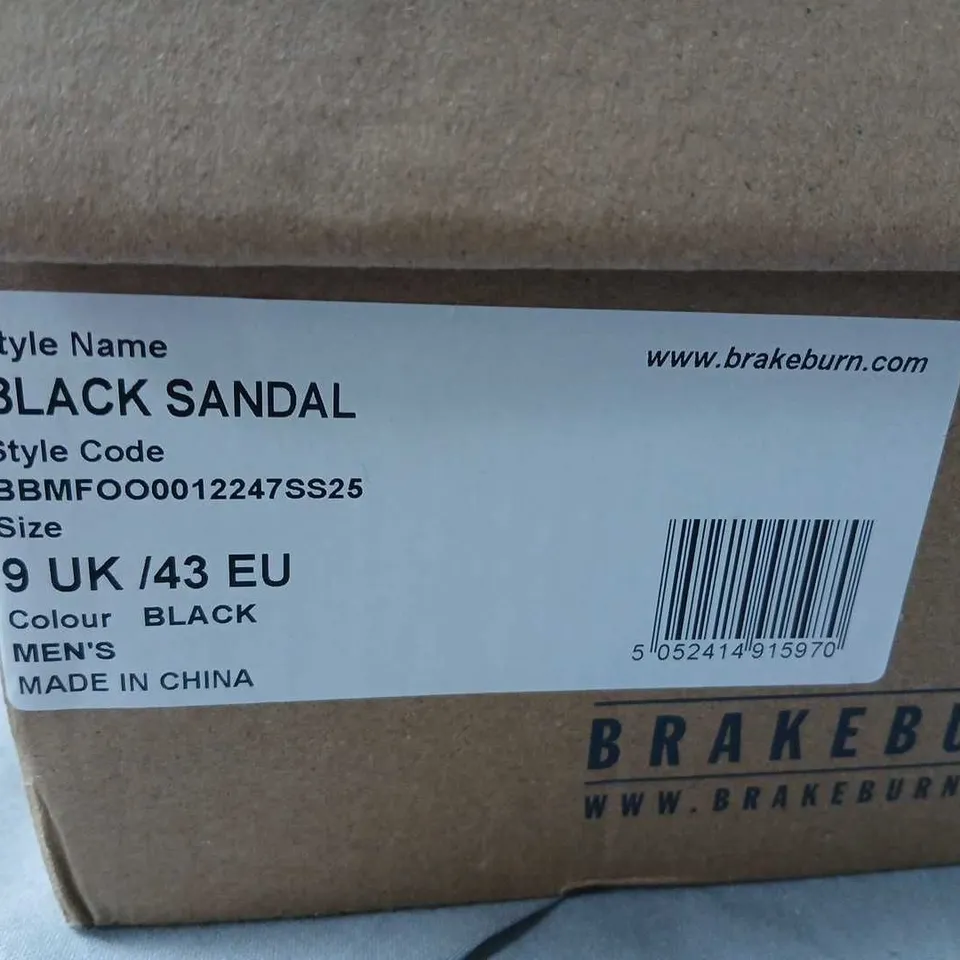 tyle Name
BLACK SANDAL
Style Code
BBMFOO0012247SS25
Size
9 UK /43 EU
Colour BLACK
MEN'S
MADE IN CHINA
www.brakeburn.com
5 052414 915970
BRAKEBU
WWW.BRAKEBURN